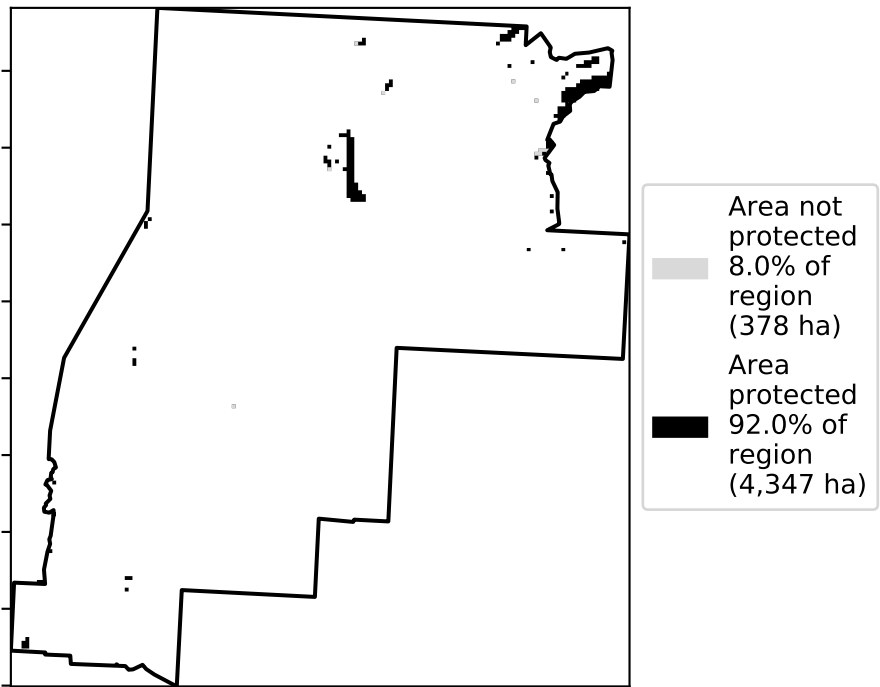 Area not
protected
8.0% of
region
(378 ha)
Area
protected
92.0% of
region
(4,347 ha)